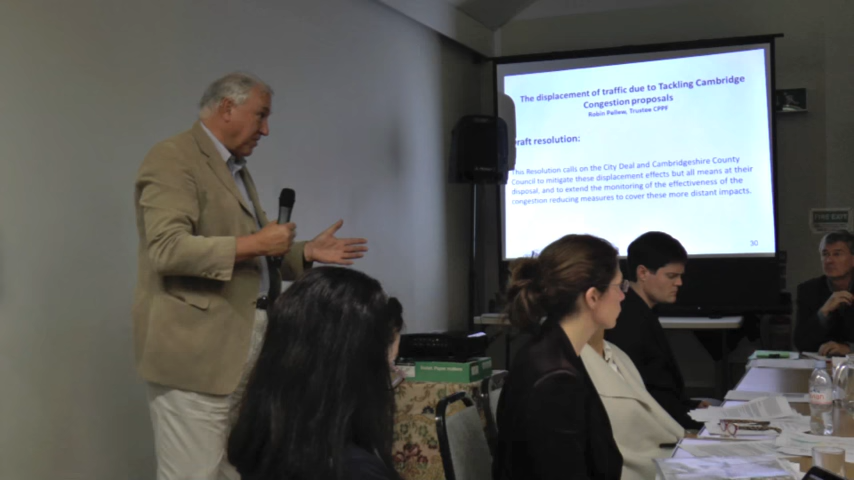 The displacement of traffic due to Tackling Cambridge
Congestion proposals
Robin Pellew, Trustee CPPF
raft resolution:
This Resolution calls on the City Deal and Cambridgeshire County
Council to mitigate these displacement effects but all means at their
disposal, and to extend the monitoring of the effectiveness of the
congestion reducing measures to cover these more distant impacts.
30